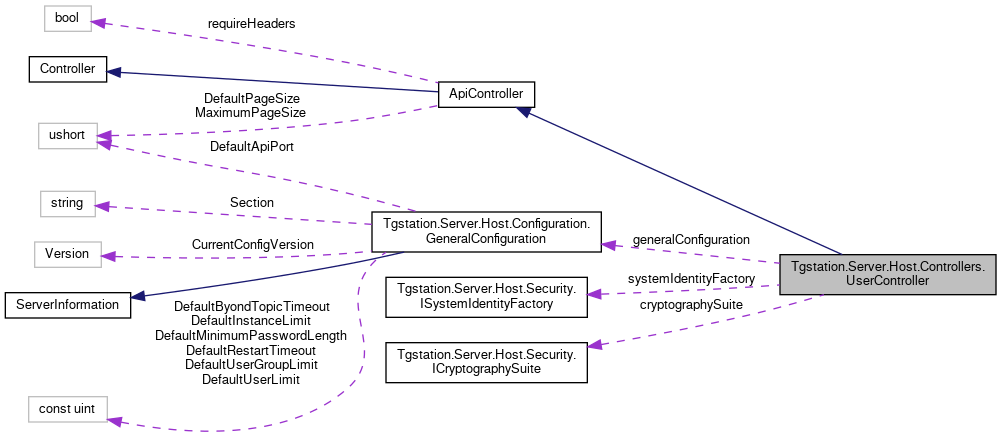 bool
requireHeaders
Controller
ApiController
DefaultPageSize
MaximumPageSize
ushort
DefaultApiPort
string
Section
Tgstation.Server.Host.Configuration.
GeneralConfiguration
generalConfiguration
Version
CurrentConfigVersion
Tgstation.Server.Host.Controllers.
UserController
systemIdentityFactory
Tgstation.Server.Host.Security.
ISystemIdentityFactory
cryptographySuite
ServerInformation
DefaultByondTopicTimeout
DefaultInstanceLimit
DefaultMinimumPasswordLength
DefaultRestartTimeout
DefaultUserGroupLimit
DefaultUserLimit
Tgstation.Server.Host.Security.
ICryptographySuite
const uint